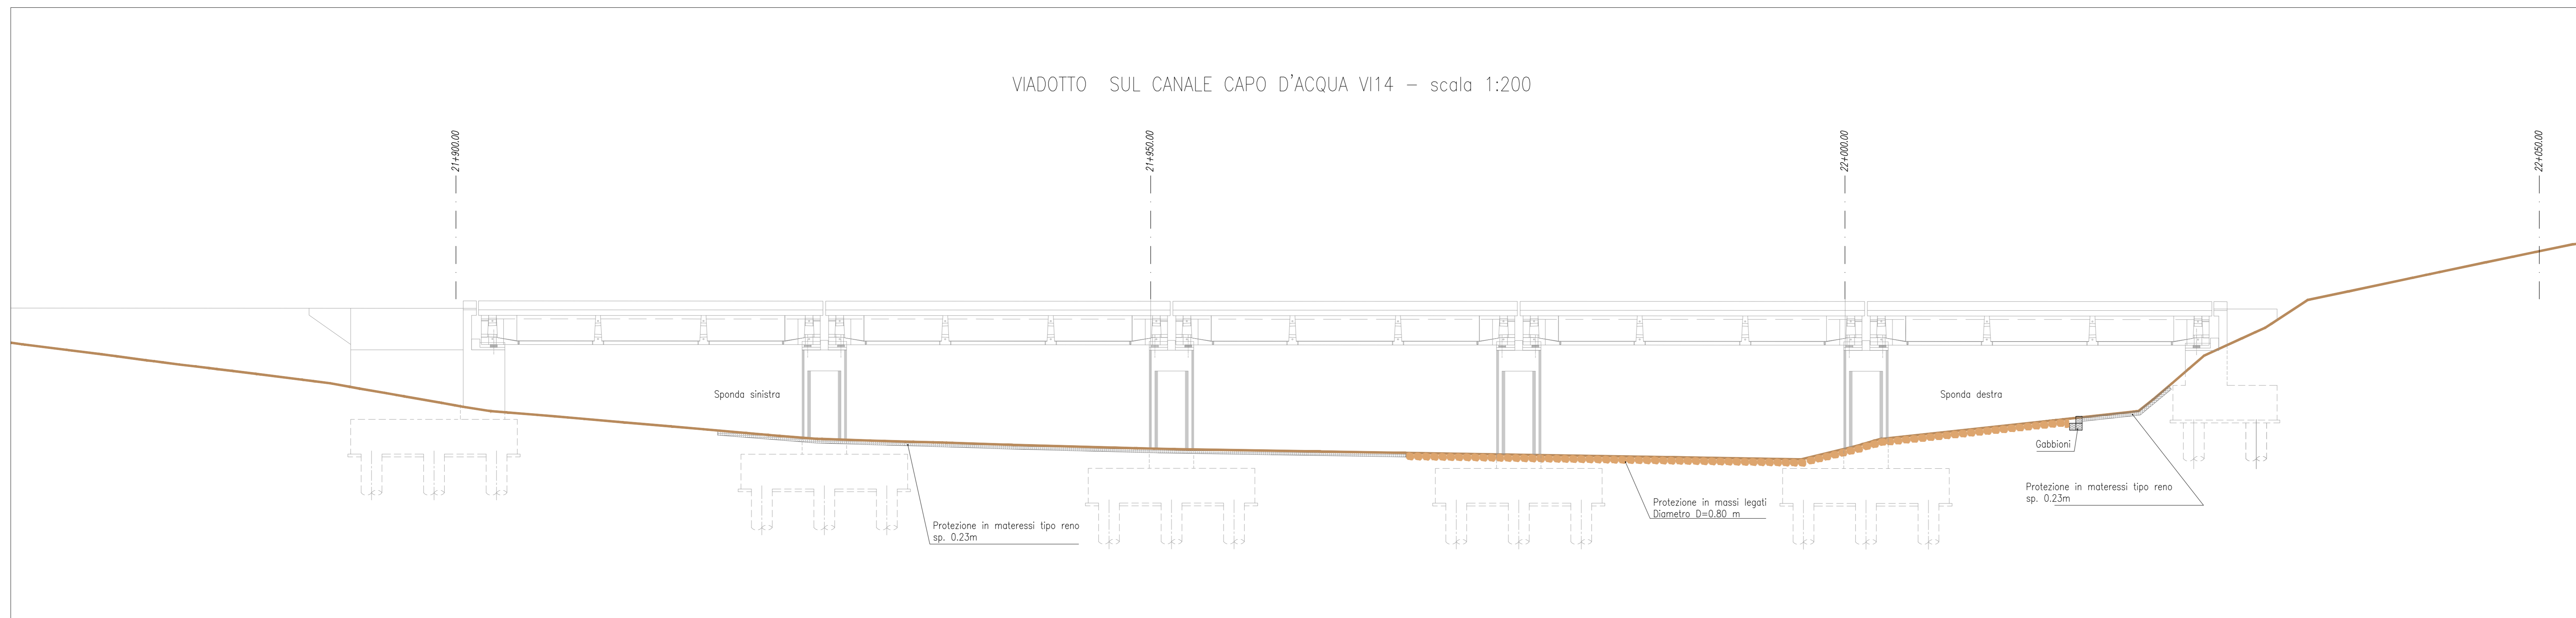 VIADOTTO SUL CANALE CAPO D'ACQUA VI14 – scala 1:200
21+900.00
21+950.00
22+000.00
22+050.00
Sponda sinistra
Sponda destra
Gabbioni
Protezione in materessi tipo reno
sp. 0.23m
Protezione in massi legati
Diametro D=0.80 m
Protezione in materessi tipo reno
sp. 0.23m